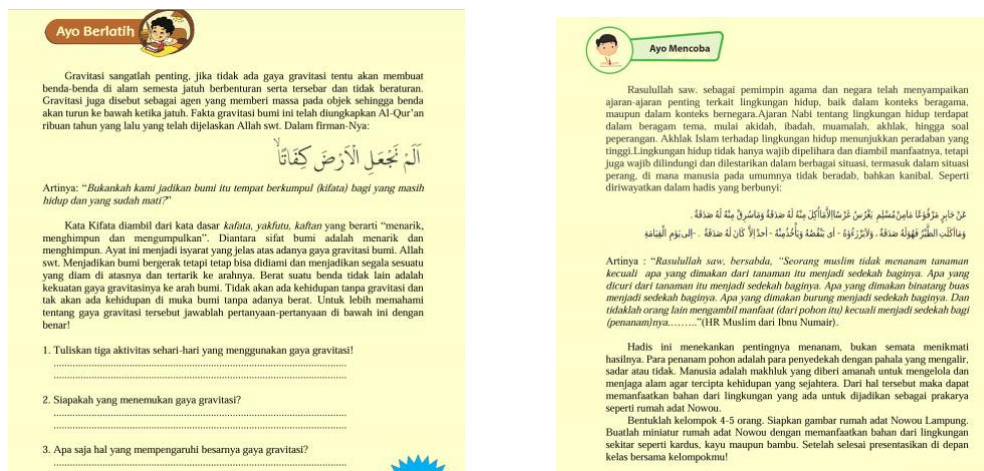 Ayo Berlatih
Gravitasi sangatlah penting, jika tidak ada gaya gravitasi tentu akan membuat
benda-benda di alam semesta jatuh berbenturan serta tersebar dan tidak beraturan.
Gravitasi juga disebut sebagai agen yang memberi massa pada objek sehingga benda
akan turun ke bawah ketika jatuh. Fakta gravitasi bumi ini telah diungkapkan Al-Qur'an
ribuan tahun yang lalu yang telah dijelaskan Allah swt. Dalam firman-Nya:
أَلَمْ نَجْعَلِ الْأَرْضَ كِفَاتًا
Artinya: “Bukankah kami jadikan bumi itu tempat berkumpul (kifata) bagi yang masih
hidup dan yang sudah mati?”
Kata Kifata diambil dari kata dasar kafata, yakfutu, kaftan yang berarti “menarik,
menghimpun dan mengumpulkan”. Diantara sifat bumi adalah menarik dan
menghimpun. Ayat ini menjadi isyarat yang jelas atas adanya gaya gravitasi bumi. Allah
swt. Menjadikan bumi bergerak tetapi tetap bisa didiami dan menjadikan segala sesuatu
yang diam di atasnya dan tertarik ke arahnya. Berat suatu benda tidak lain adalah
kekuatan gaya gravitasinya ke arah bumi. Tidak akan ada kehidupan tanpa gravitasi dan
tak akan ada kehidupan di muka bumi tanpa adanya berat. Untuk lebih memahami
tentang gaya gravitasi tersebut jawablah pertanyaan-pertanyaan di bawah ini dengan
benar!
1. Tuliskan tiga aktivitas sehari-hari yang menggunakan gaya gravitasi!
2. Siapakah yang menemukan gaya gravitasi?
3. Apa saja hal yang mempengaruhi besarnya gaya gravitasi?
Ayo Mencoba
Rasulullah saw. sebagai pemimpin agama dan negara telah menyampaikan
ajaran-ajaran penting terkait lingkungan hidup, baik dalam konteks beragama,
maupun dalam konteks bernegara.Ajaran Nabi tentang lingkungan hidup terdapat
dalam beragam tema, mulai akidah, ibadah, muamalah, akhlak, hingga soal
peperangan. Akhlak Islam terhadap lingkungan hidup menunjukkan peradaban yang
tinggi.Lingkungan hidup tidak hanya wajib dipelihara dan diambil manfaatnya, tetapi
juga wajib dilindungi dan dilestarikan dalam berbagai situasi, termasuk dalam situasi
perang, di mana manusia pada umumnya tidak beradab, bahkan kanibal. Seperti
diriwayatkan dalam hadis yang berbunyi:
عَنْ جَابِرٍ مَرْفُوْعًا مَامِنْ مُسْلِمٍ يَغْرِسُ غَرْسًا إِلَّا مَا أُكِلَ مِنْهُ لَهُ صَدَقَةٌ وَمَاسُرِقَ مِنْهُ لَهُ صَدَقَةٌ .
وَمَا أَكَلَتِ الطَّيْرُ فَهُوَلَهُ صَدَقَةٌ ، وَلَايَرْزَؤُهُ - أى يَنْقُصُهُ وَيَأْخُذُمِنْهُ - أَحَدٌ إِلَّا كَانَ لَهُ صَدَقَةٌ . -إِلَى يَوْمِ الْقِيَامَةِ
Artinya : “Rasulullah saw, bersabda, “Seorang muslim tidak menanam tanaman
kecuali apa yang dimakan dari tanaman itu menjadi sedekah baginya. Apa yang
dicuri dari tanaman itu menjadi sedekah baginya. Apa yang dimakan binatang buas
menjadi sedekah baginya. Apa yang dimakan burung menjadi sedekah baginya. Dan
tidaklah orang lain mengambil manfaat (dari pohon itu) kecuali menjadi sedekah bagi
(penanam)nya………”(HR Muslim dari Ibnu Numair).
Hadis ini menekankan pentingnya menanam, bukan semata menikmati
hasilnya. Para penanam pohon adalah para penyedekah dengan pahala yang mengalir,
sadar atau tidak. Manusia adalah makhluk yang diberi amanah untuk mengelola dan
menjaga alam agar tercipta kehidupan yang sejahtera. Dari hal tersebut maka dapat
memanfaatkan bahan dari lingkungan yang ada untuk dijadikan sebagai prakarya
seperti rumah adat Nowou.
Bentuklah kelompok 4-5 orang. Siapkan gambar rumah adat Nowou Lampung.
Buatlah miniatur rumah adat Nowou dengan memanfaatkan bahan dari lingkungan
sekitar seperti kardus, kayu maupun bambu. Setelah selesai presentasikan di depan
kelas bersama kelompokmu!